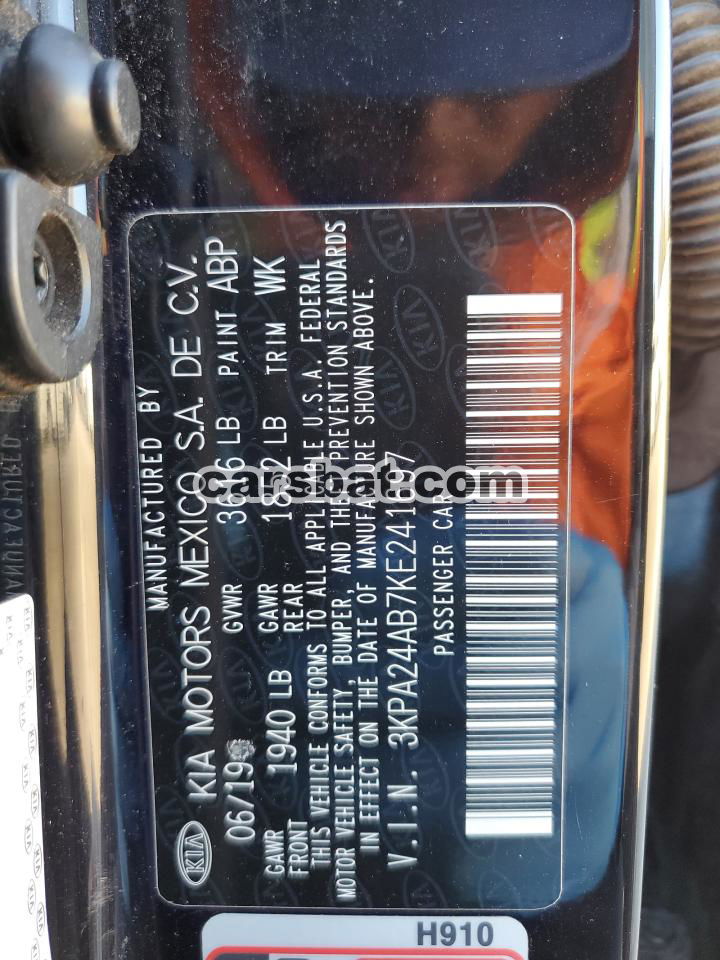 MANUFACTURED BY
KIA MOTORS MEXICO S.A. DE C.V.
06/19 GVWR LB PAINT ABP
GAWR FRONT 1940 LB GAWR REAR LB TRIM WK
THIS VEHICLE CONFORMS TO ALL APPLICABLE U.S.A. FEDERAL
MOTOR VEHICLE SAFETY, BUMPER, AND THEFT PREVENTION STANDARDS
IN EFFECT ON THE DATE OF MANUFACTURE SHOWN ABOVE.
V.I.N.
PASSENGER CAR
KIA
H910
carsbat.com